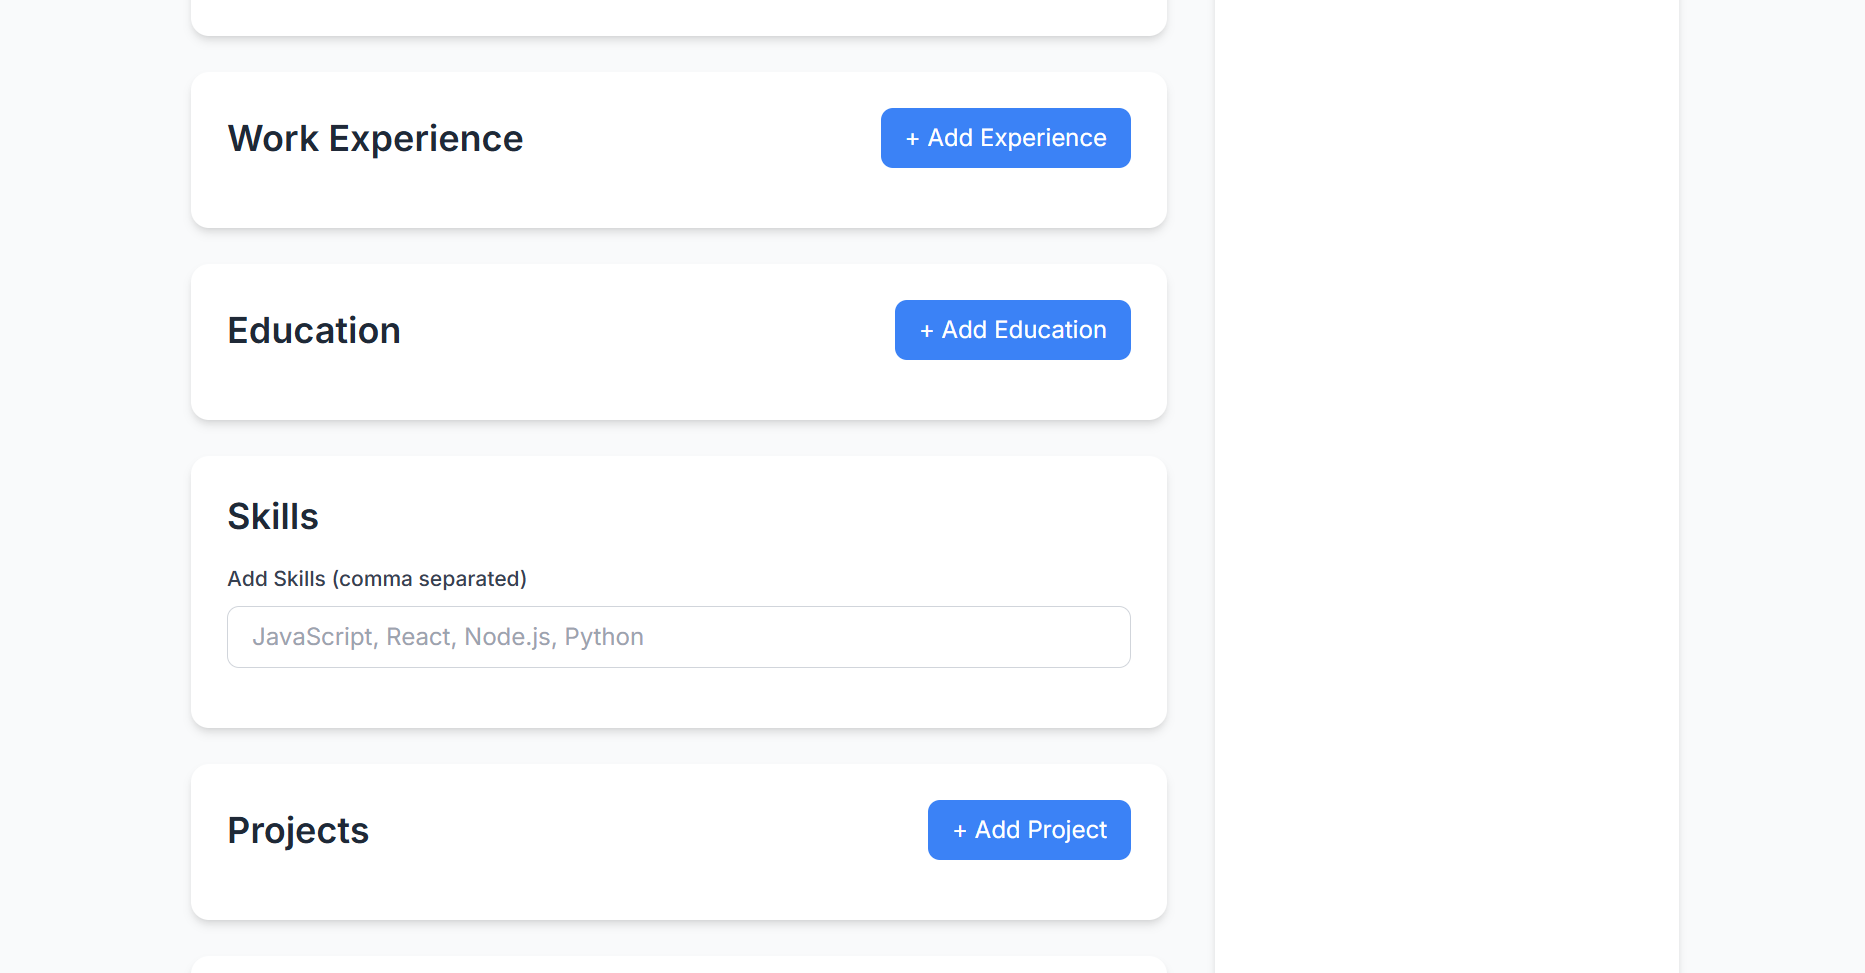 Work Experience
+ Add Experience
Education
+ Add Education
Skills
Add Skills (comma separated)
JavaScript, React, Node.js, Python
Projects
+ Add Project